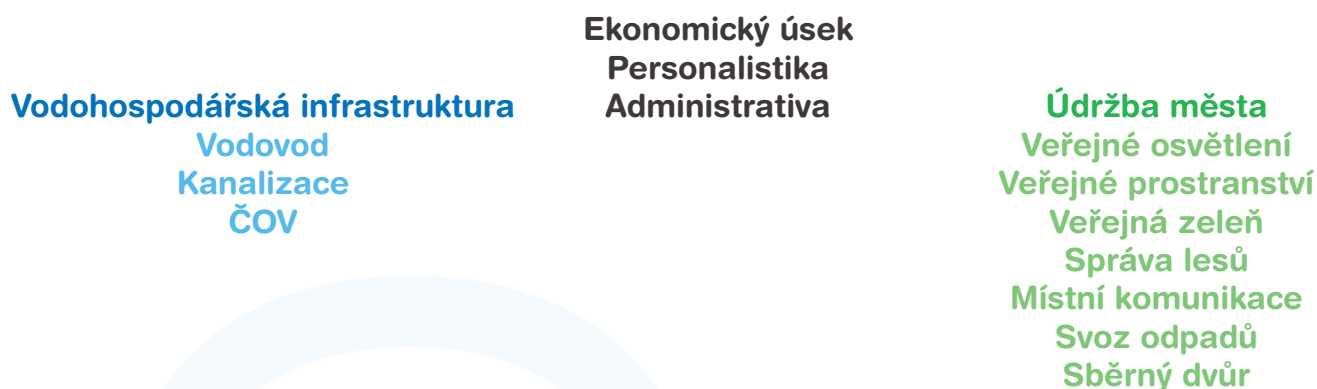 Ekonomický úsek
Personalistika
Administrativa
Vodohospodářská infrastruktura
Vodovod
Kanalizace
ČOV
Údržba města
Veřejné osvětlení
Veřejné prostranství
Veřejná zeleň
Správa lesů
Místní komunikace
Svoz odpadů
Sběrný dvůr